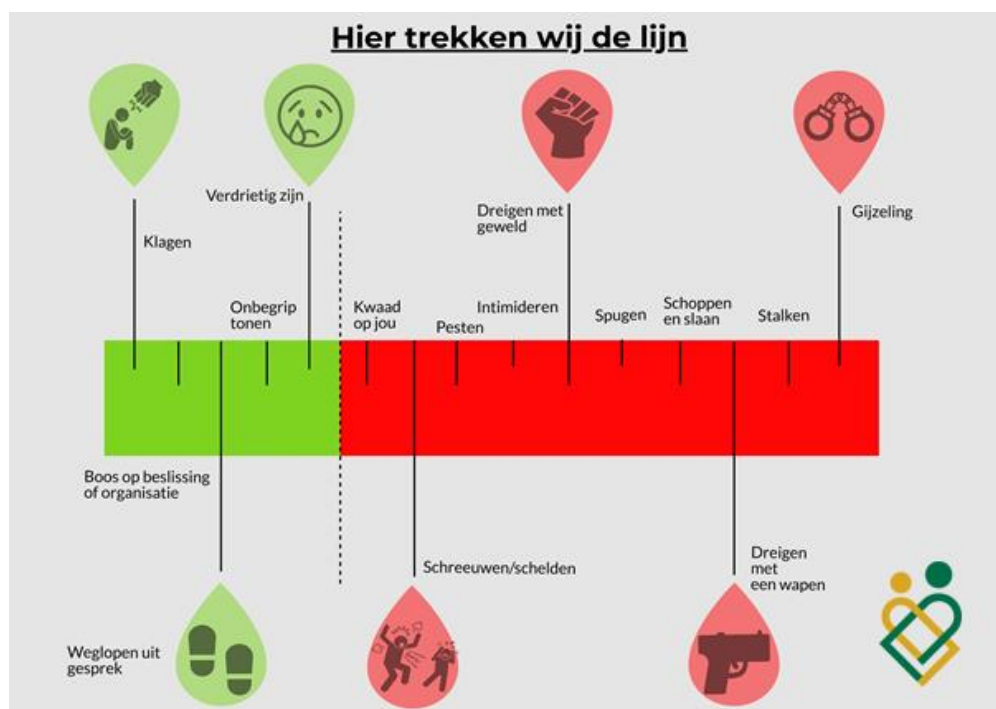 Hier trekken wij de lijn
Verdrietig zijn
Klagen
Dreigen met
geweld
Gijzeling
Onbegrip
tonen
Kwaad
op jou
Pesten
Intimideren
Spugen
Schoppen
en slaan
Stalken
Boos op beslissing
of organisatie
Schreeuwen/schelden
Dreigen
met
een wapen
Weglopen uit
gesprek